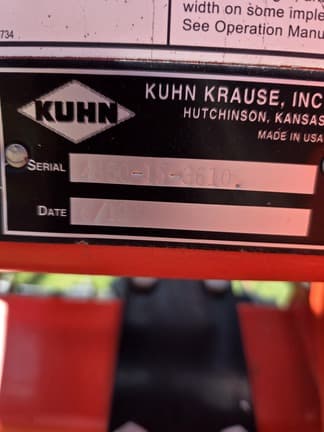 width on some imple
See Operation Manu
734
KUHN
KUHN KRAUSE, INC
HUTCHINSON, KANSAS
MADE IN USA
SERIAL
DATE